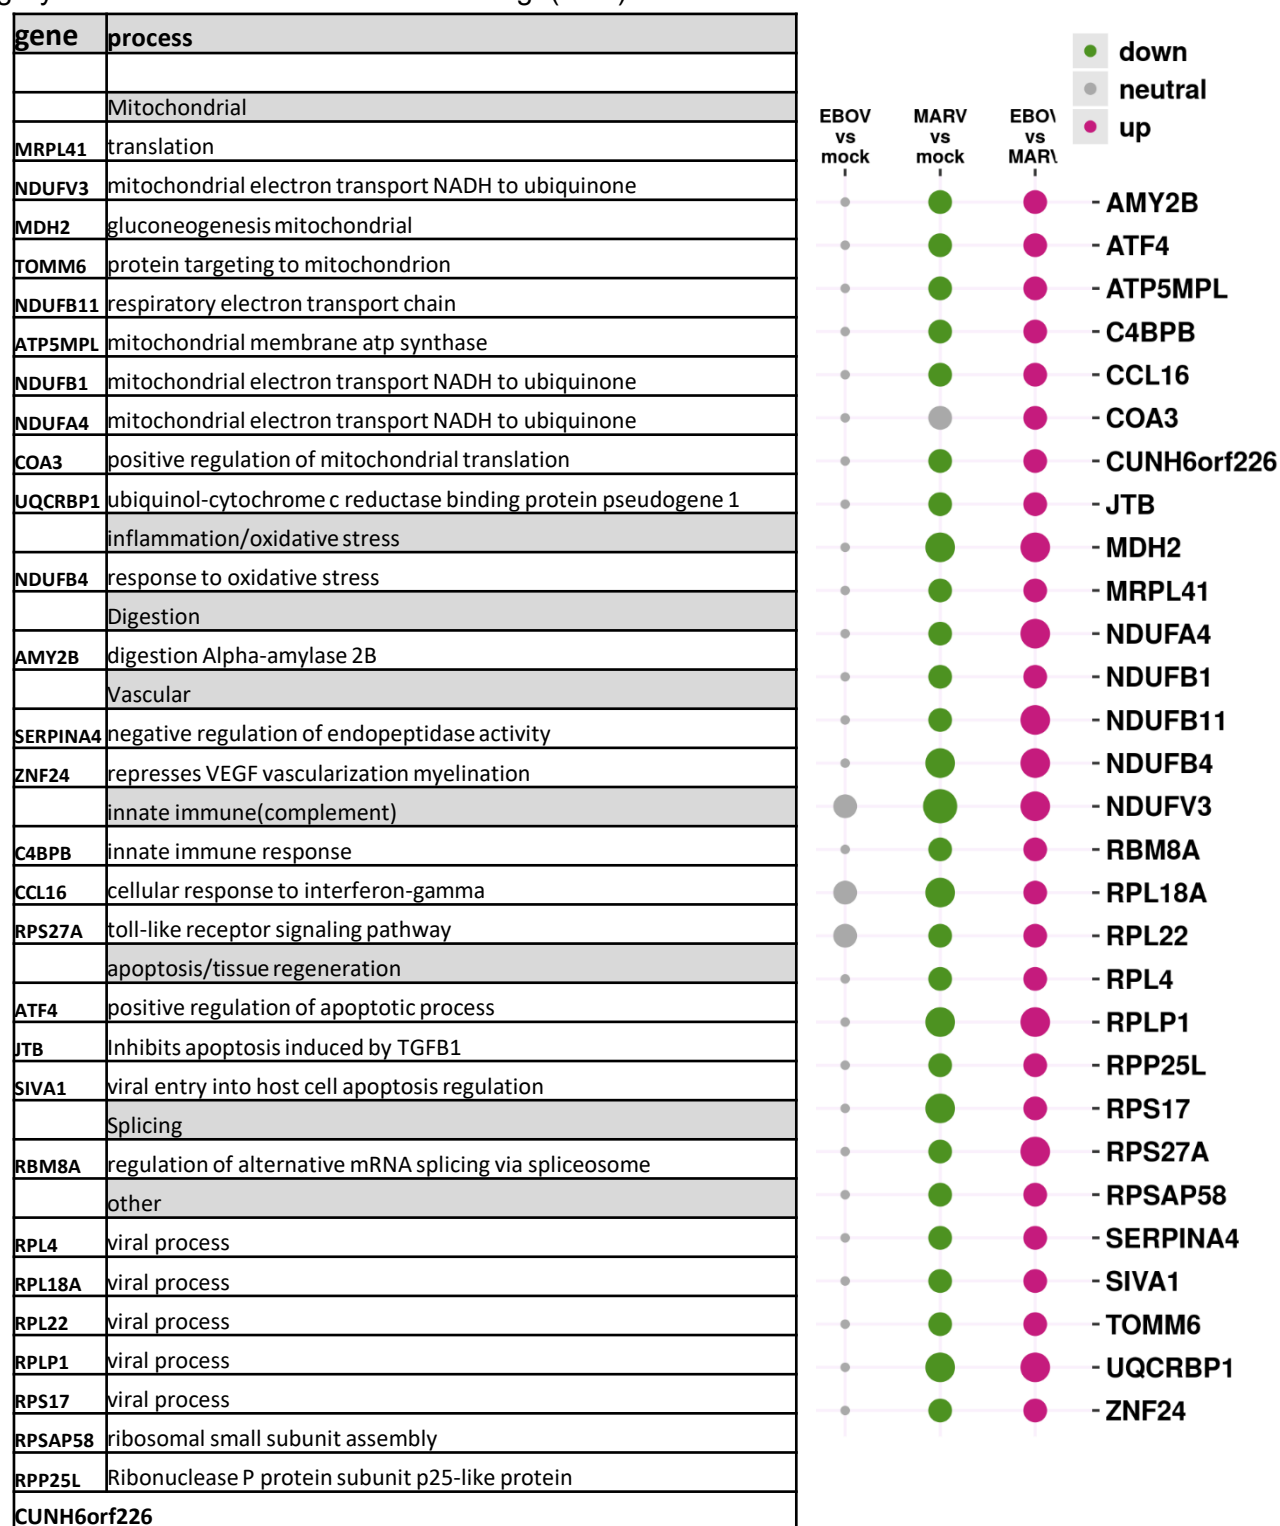 gene process
Mitochondrial
MRPL41 translation
NDUFV3 mitochondrial electron transport NADH to ubiquinone
MDH2 gluconeogenesis mitochondrial
TOMM6 protein targeting to mitochondrion
NDUFB11 respiratory electron transport chain
ATP5MPL mitochondrial membrane atp synthase
NDUFB1 mitochondrial electron transport NADH to ubiquinone
NDUFA4 mitochondrial electron transport NADH to ubiquinone
COA3 positive regulation of mitochondrial translation
UQCRBP1 ubiquinol-cytochrome c reductase binding protein pseudogene 1
inflammation/oxidative stress
NDUFB4 response to oxidative stress
Digestion
AMY2B digestion Alpha-amylase 2B
Vascular
SERPINA4 negative regulation of endopeptidase activity
ZNF24 represses VEGF vascularization myelination
innate immune(complement)
C4BPB innate immune response
CCL16 cellular response to interferon-gamma
RPS27A toll-like receptor signaling pathway
apoptosis/tissue regeneration
ATF4 positive regulation of apoptotic process
JTB Inhibits apoptosis induced by TGFB1
SIVA1 viral entry into host cell apoptosis regulation
Splicing
RBM8A regulation of alternative mRNA splicing via spliceosome
other
RPL4 viral process
RPL18A viral process
RPL22 viral process
RPLP1 viral process
RPS17 viral process
RPSAP58 ribosomal small subunit assembly
RPP25L Ribonuclease P protein subunit p25-like protein
CUNH6orf226
down
neutral
up
EBOV vs mock
MARV vs mock
EBOV vs MARV
AMY2B
ATF4
ATP5MPL
C4BPB
CCL16
COA3
CUNH6orf226
JTB
MDH2
MRPL41
NDUFA4
NDUFB1
NDUFB11
NDUFB4
NDUFV3
RBM8A
RPL18A
RPL22
RPL4
RPLP1
RPP25L
RPS17
RPS27A
RPSAP58
SERPINA4
SIVA1
TOMM6
UQCRBP1
ZNF24